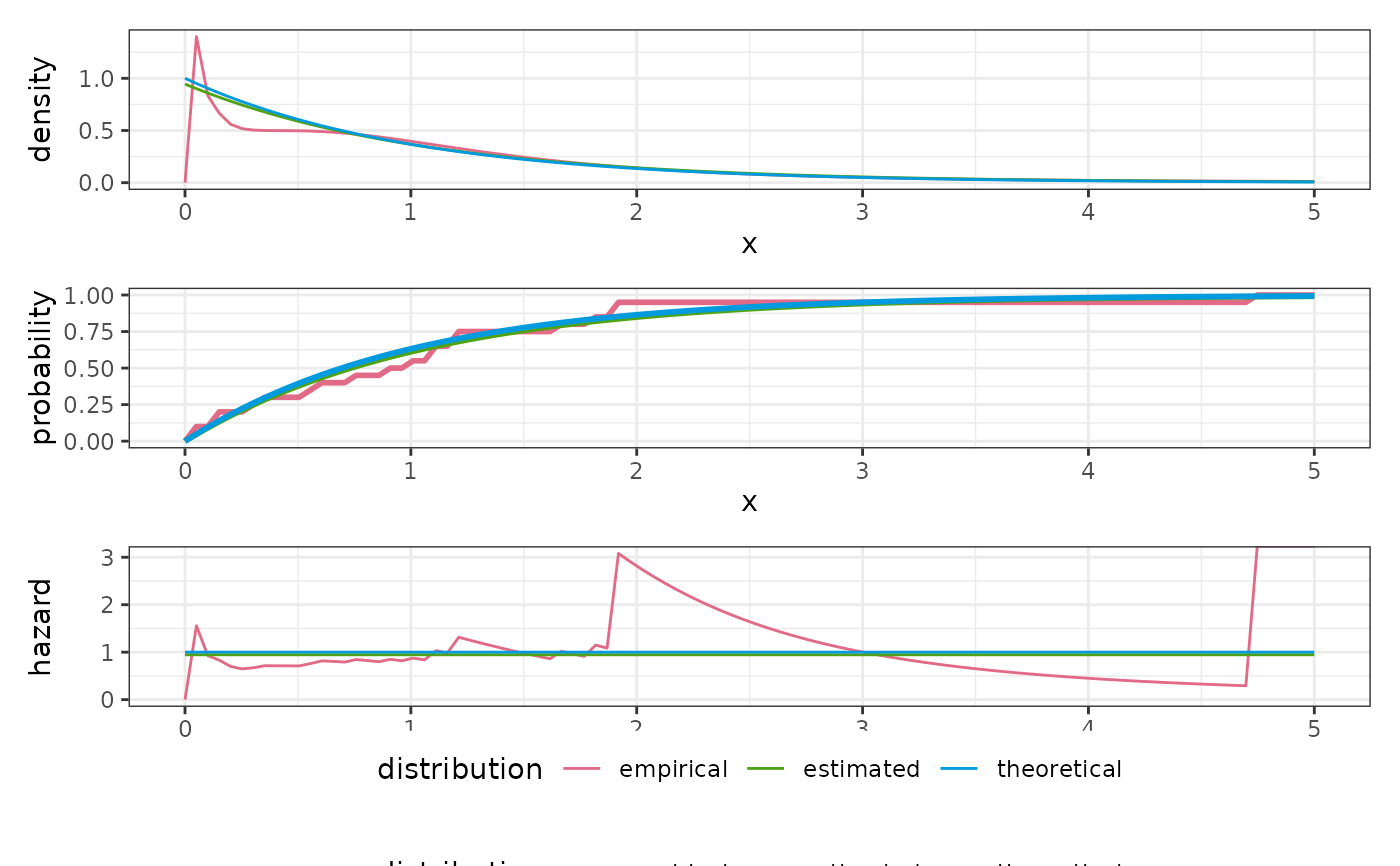 density
1.0
0.5
0.0
0 1 2 3 4 5
x
probability
1.00
0.75
0.50
0.25
0.00
0 1 2 3 4 5
x
hazard
3
2
1
0
0 1 2 3 4 5
distribution empirical estimated theoretical